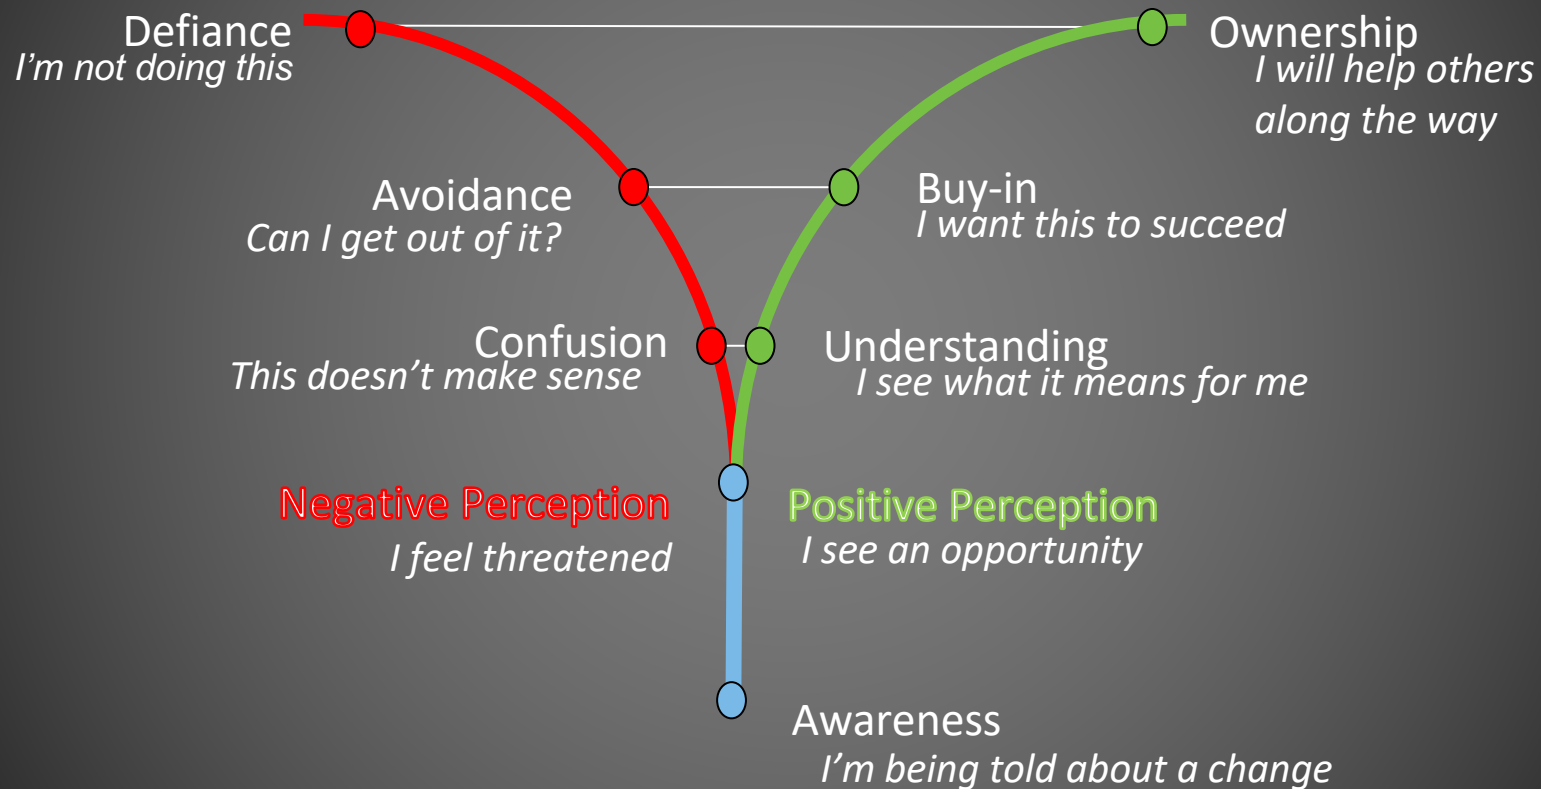 Defiance
I’m not doing this
Ownership
I will help others
along the way
Avoidance
Can I get out of it?
Buy-in
I want this to succeed
Confusion
This doesn’t make sense
Understanding
I see what it means for me
Negative Perception
I feel threatened
Positive Perception
I see an opportunity
Awareness
I’m being told about a change